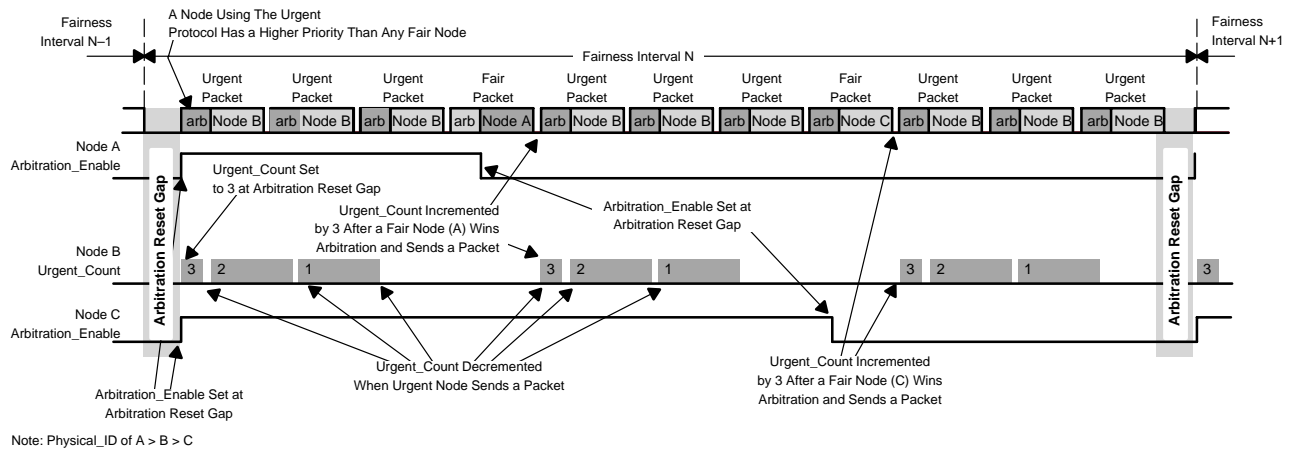 A Node Using The Urgent
Protocol Has a Higher Priority Than Any Fair Node
Fairness
Interval N–1
Fairness Interval N
Fairness
Interval N+1
Urgent
Packet
Urgent
Packet
Urgent
Packet
Fair
Packet
Urgent
Packet
Urgent
Packet
Urgent
Packet
Fair
Packet
Urgent
Packet
Urgent
Packet
Urgent
Packet
arb Node B arb Node B arb Node B arb Node A arb Node B arb Node B arb Node B arb Node C arb Node B arb Node B arb Node B
Node A
Arbitration_Enable
Arbitration Reset Gap
Urgent_Count Set
to 3 at Arbitration Reset Gap
Urgent_Count Incremented
by 3 After a Fair Node (A) Wins
Arbitration and Sends a Packet
Arbitration_Enable Set at
Arbitration Reset Gap
Arbitration Reset Gap
Node B
Urgent_Count
3 2 1 3 2 1 3 2 1 3
Node C
Arbitration_Enable
Urgent_Count Decremented
When Urgent Node Sends a Packet
Urgent_Count Incremented
by 3 After a Fair Node (C) Wins
Arbitration and Sends a Packet
Arbitration_Enable Set at
Arbitration Reset Gap
Note: Physical_ID of A > B > C